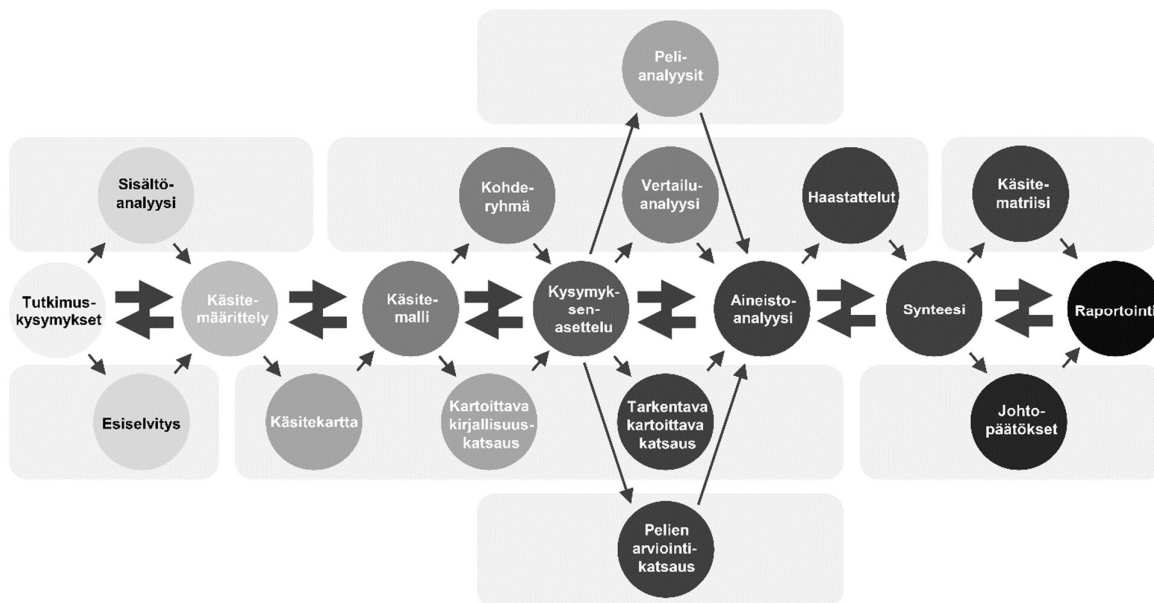 Peli-
analyysit
Sisältö-
analyysi
Kohde-
ryhmä
Vertailu-
analyysi
Haastattelut
Käsite-
matriisi
Tutkimus-
kysymykset
Käsite-
määrittely
Käsite-
malli
Kysymyk-
sen-
asettelu
Aineisto-
analyysi
Synteesi
Raportointi
Esiselvitys
Käsitekartta
Kartoittava
kirjallisuus-
katsaus
Tarkentava
kartoittava
katsaus
Johto-
päätökset
Pelien
arviointi-
katsaus